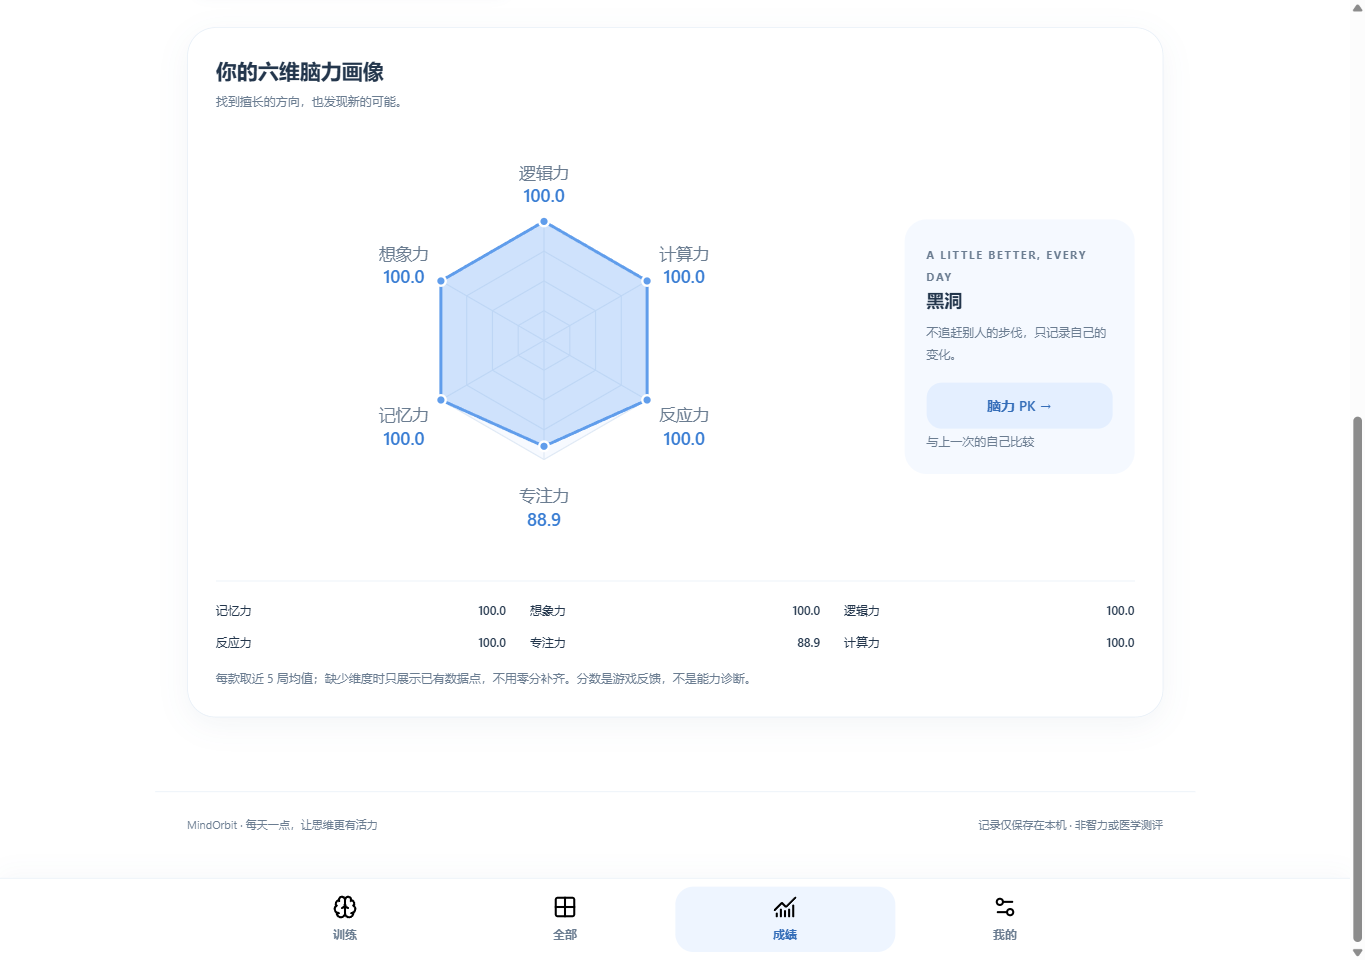 你的六维脑力画像
找到擅长的方向，也发现新的可能。
逻辑力
100.0
想象力
100.0
计算力
100.0
记忆力
100.0
反应力
100.0
专注力
88.9
A LITTLE BETTER, EVERY
DAY
黑洞
不追赶别人的步伐，只记录自己的
变化。
脑力 PK →
与上一次的自己比较
记忆力 100.0 想象力 100.0 逻辑力 100.0
反应力 100.0 专注力 88.9 计算力 100.0
每款取近 5 局均值；缺少维度时只展示已有数据点，不用零分补齐。分数是游戏反馈，不是能力诊断。
MindOrbit · 每天一点，让思维更有活力
记录仅保存在本机 · 非智力或医学测评
训练
全部
成绩
我的